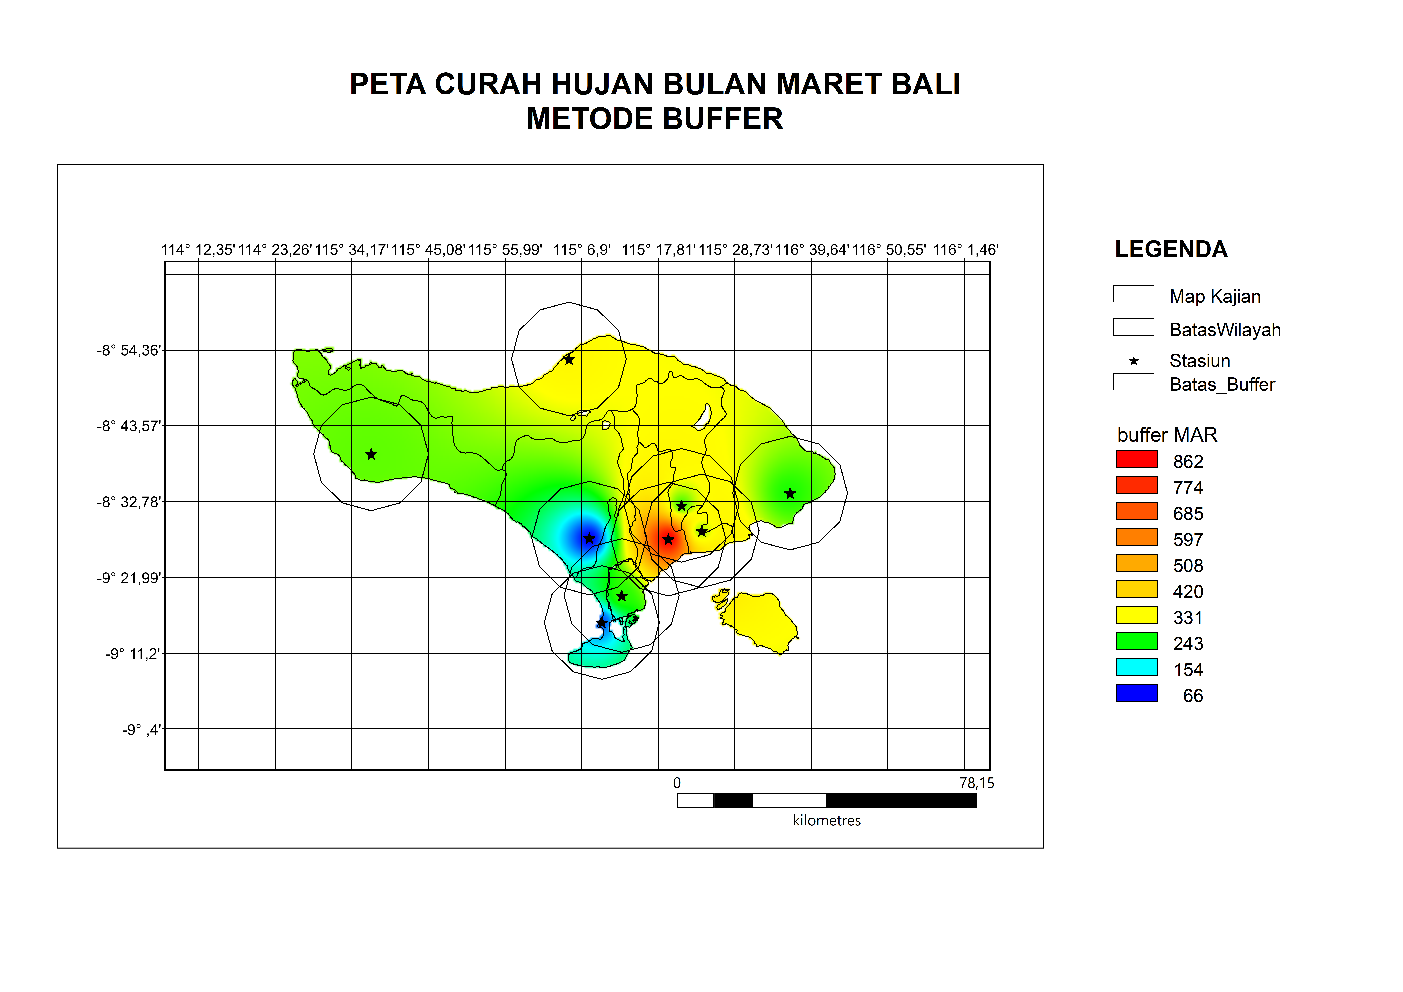 PETA CURAH HUJAN BULAN MARET BALI
METODE BUFFER
114° 12,35' 114° 23,26' 115° 34,17' 115° 45,08' 115° 55,99' 115° 6,9' 115° 17,81' 115° 28,73' 116° 39,64' 116° 50,55' 116° 1,46'
-8° 54,36'
-8° 43,57'
-8° 32,78'
-9° 21,99'
-9° 11,2'
-9° ,4'
0 78,15
kilometres
LEGENDA
Map Kajian
BatasWilayah
Stasiun
Batas_Buffer
buffer MAR
862
774
685
597
508
420
331
243
154
66